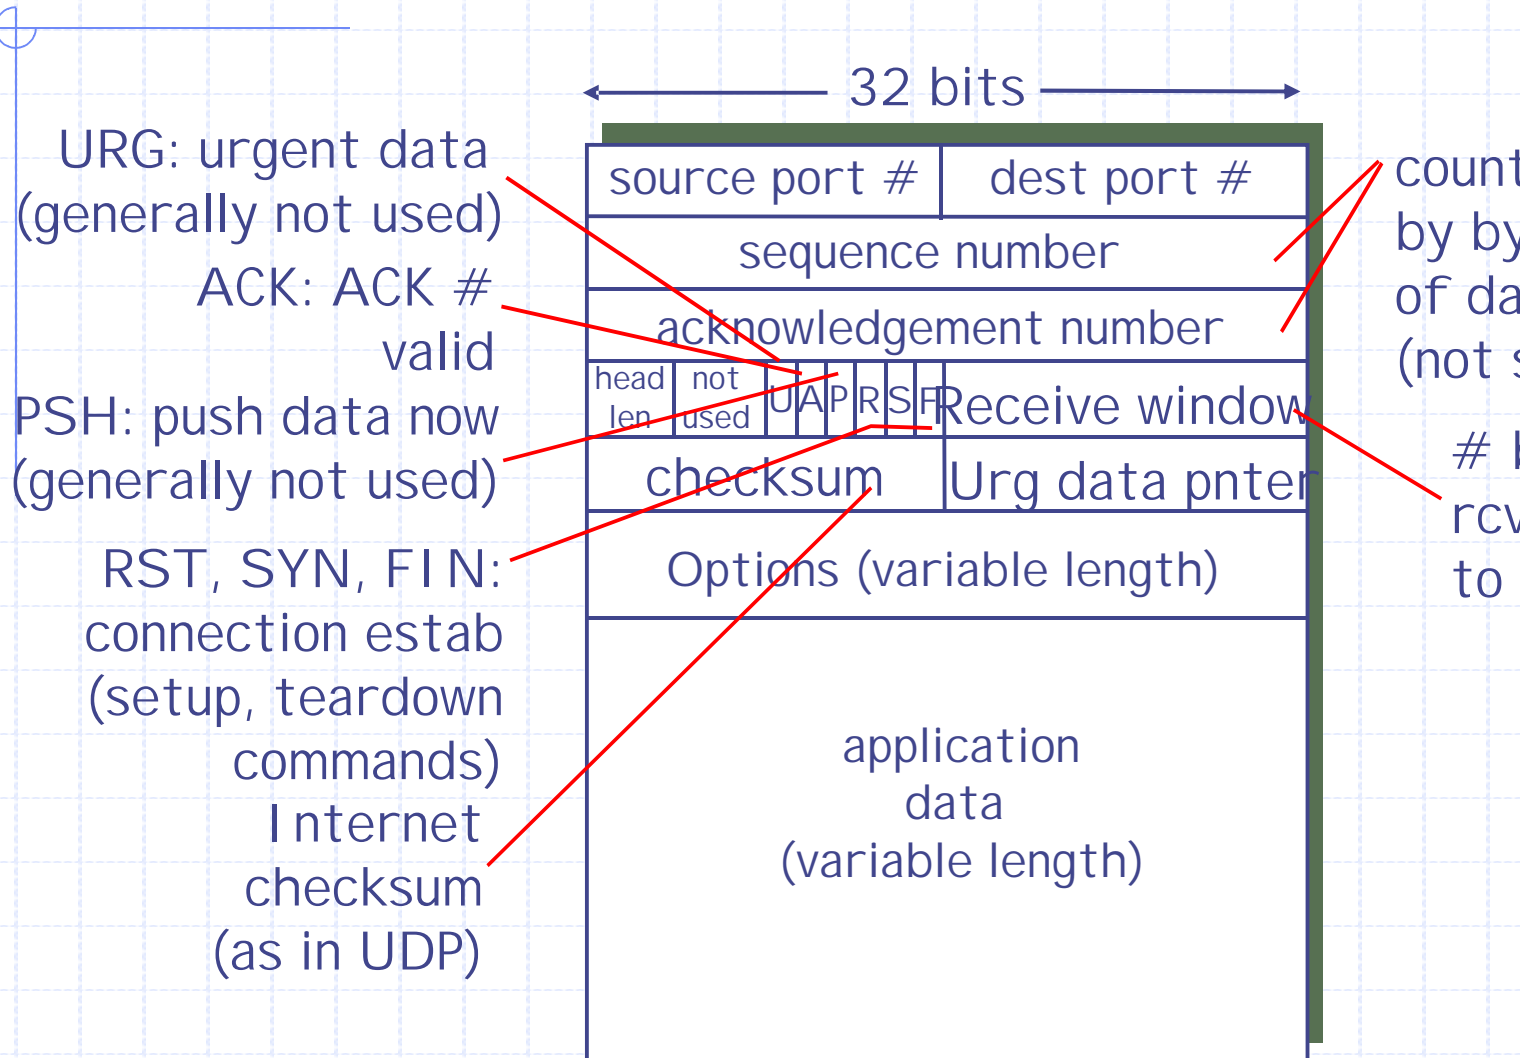 32 bits
URG: urgent data
(generally not used)
ACK: ACK #
valid
PSH: push data now
(generally not used)
RST, SYN, FIN:
connection estab
(setup, teardown
commands)
Internet
checksum
(as in UDP)
source port #
dest port #
sequence number
acknowledgement number
head
len
not
used
U
A
P
R
S
F
Receive window
checksum
Urg data pnter
Options (variable length)
application
data
(variable length)
by
of
(not
#
to